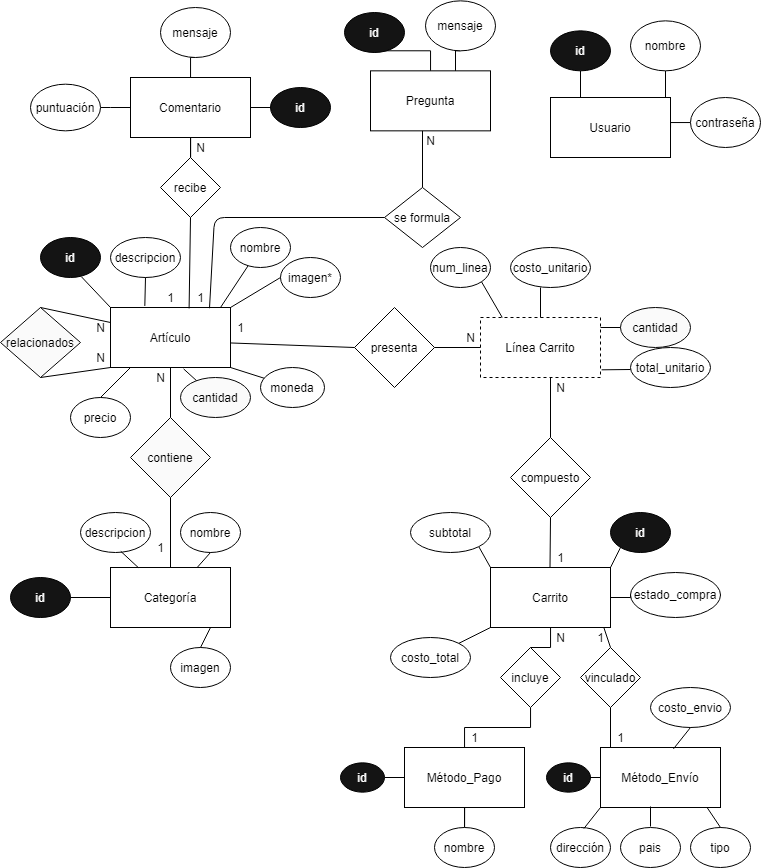 mensaje
id
mensaje
id
nombre
puntuación
Comentario
id
Pregunta
Usuario
contraseña
N
N
recibe
se formula
id
descripcion
nombre
imagen*
num_linea
costo_unitario
1
1
relacionados
N
N
Artículo
1
presenta
N
Línea Carrito
cantidad
total_unitario
N
precio
cantidad
moneda
N
contiene
compuesto
descripcion
nombre
1
subtotal
id
1
id
Categoría
Carrito
estado_compra
imagen
costo_total
N
1
incluye
vinculado
costo_envio
1
1
id
Método_Pago
id
Método_Envío
nombre
dirección
pais
tipo